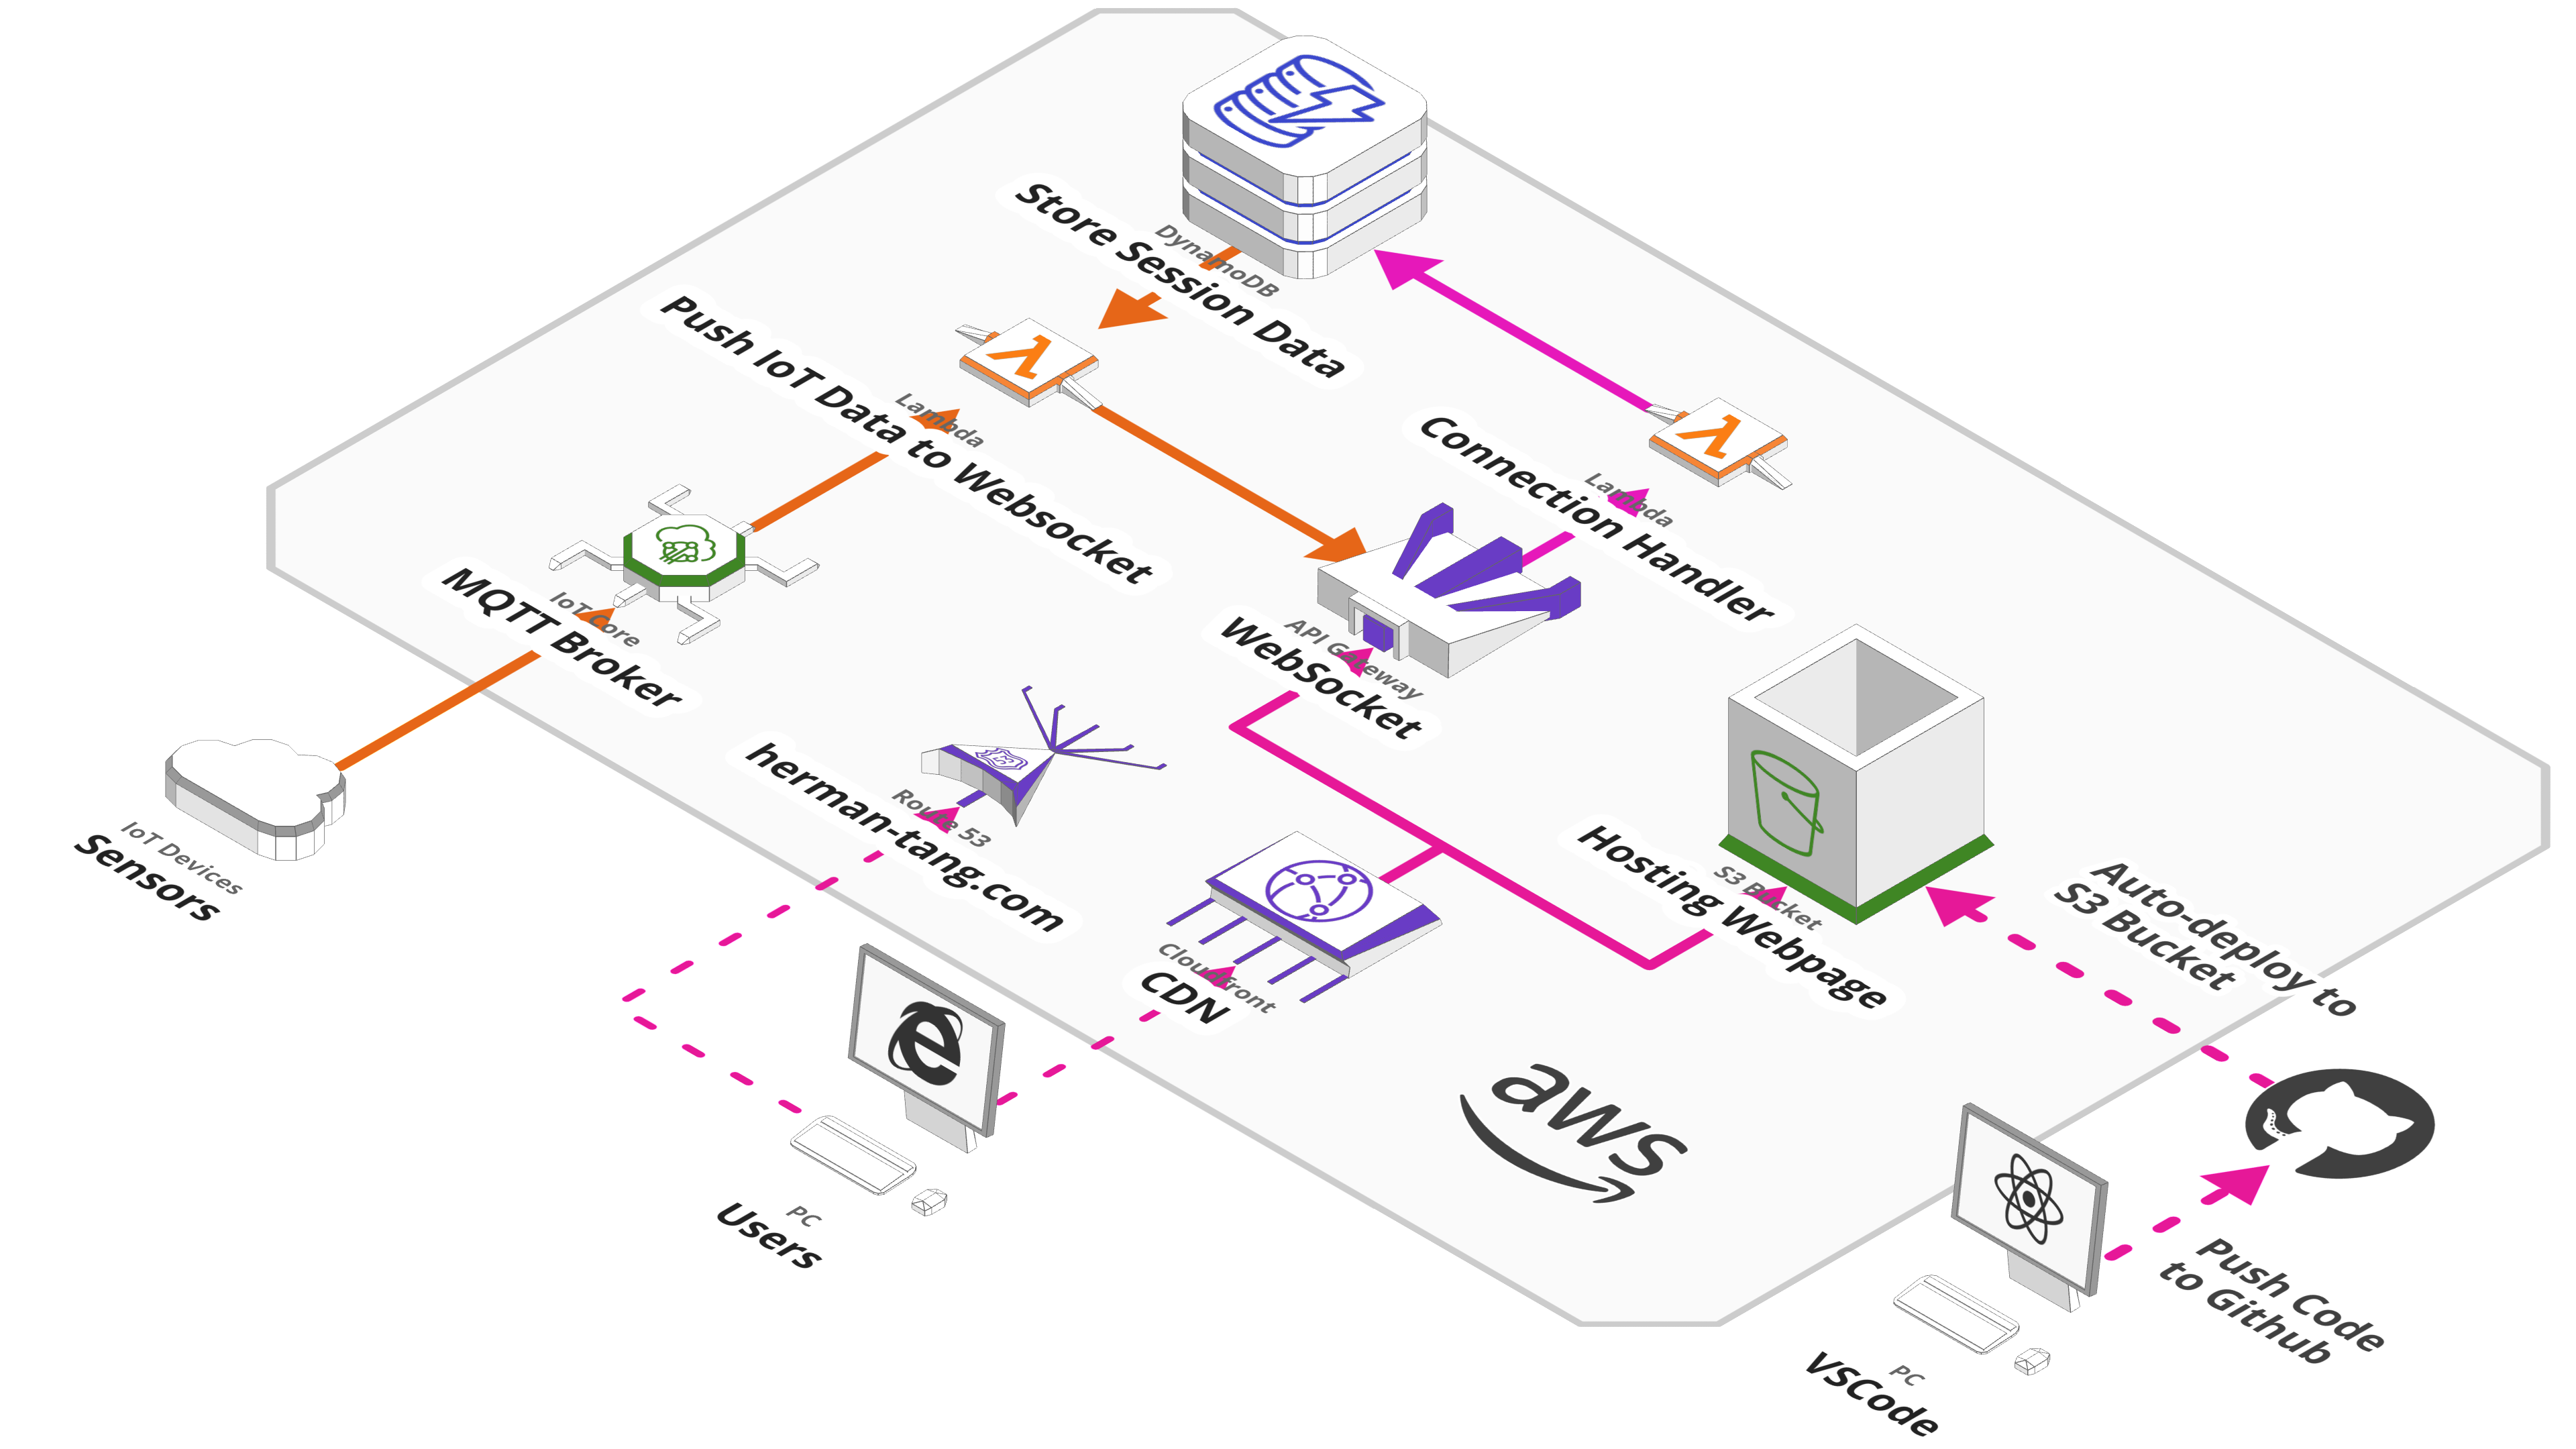 DynamoDB
Store Session Data
Lambda
Push IoT Data to Websocket
Lambda
Connection Handler
IoT Core
MQTT Broker
API Gateway
WebSocket
IoT Devices
Sensors
Route 53
herman-tang.com
S3 Bucket
Hosting Webpage
Auto-deploy to
S3 Bucket
Cloudfront
CDN
aws
PC
Users
Push Code
to Github
PC
VSCode